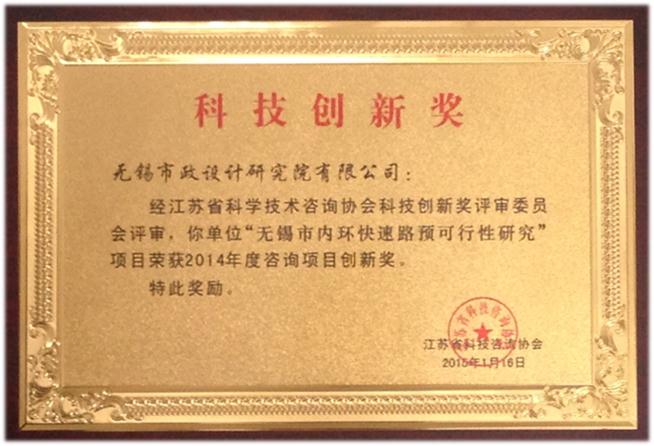 科技创新奖
无锡市政设计研究院有限公司：
经江苏省科学技术咨询协会科技创新奖评审委员
会评审，你单位“无锡市内环快速路预可行性研究”
项目荣获2014年度咨询项目创新奖。
特此奖励。
江苏省科技咨询协会
2015年1月16日